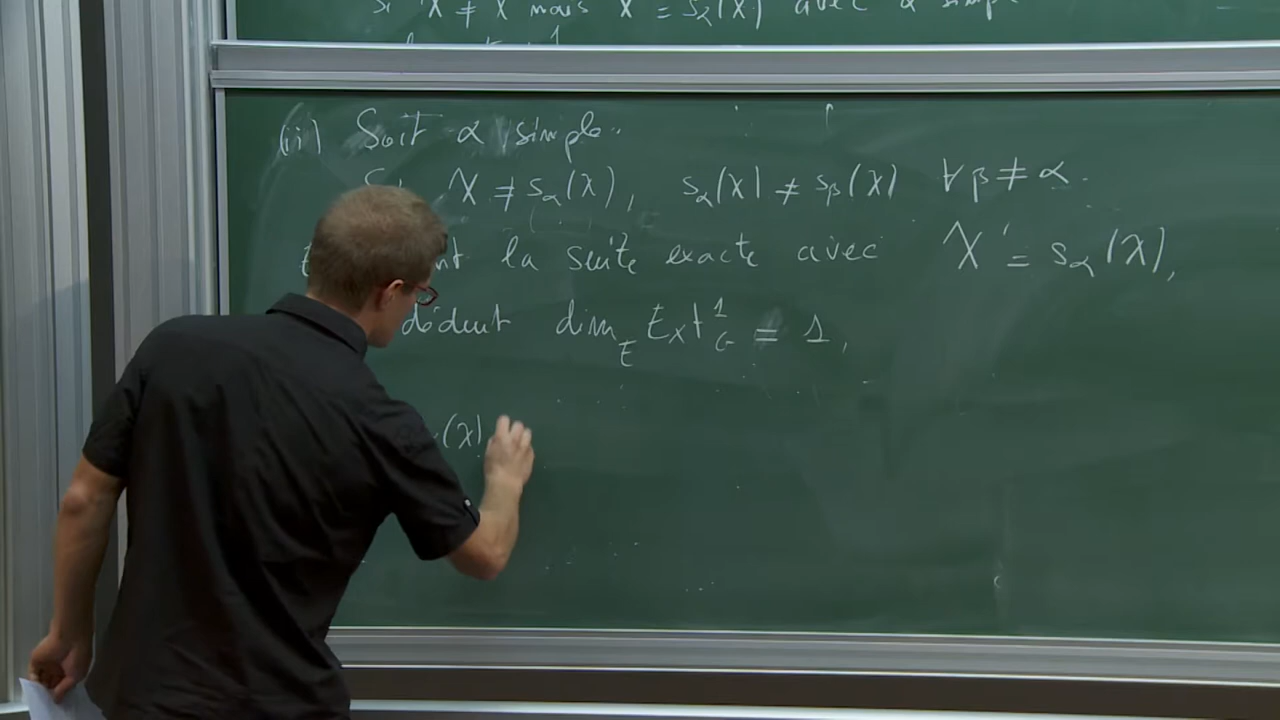 si χ' ≠ χ mais χ' = s_α(χ) avec α simple
(ii) Soit α simple.
Si χ ≠ s_α(χ), s_α(χ) ≠ s_β(χ) ∀β ≠ α.
la suite exacte avec χ' = s_α(χ),
déduit dim_E Ext^1_G = 1,
(χ)